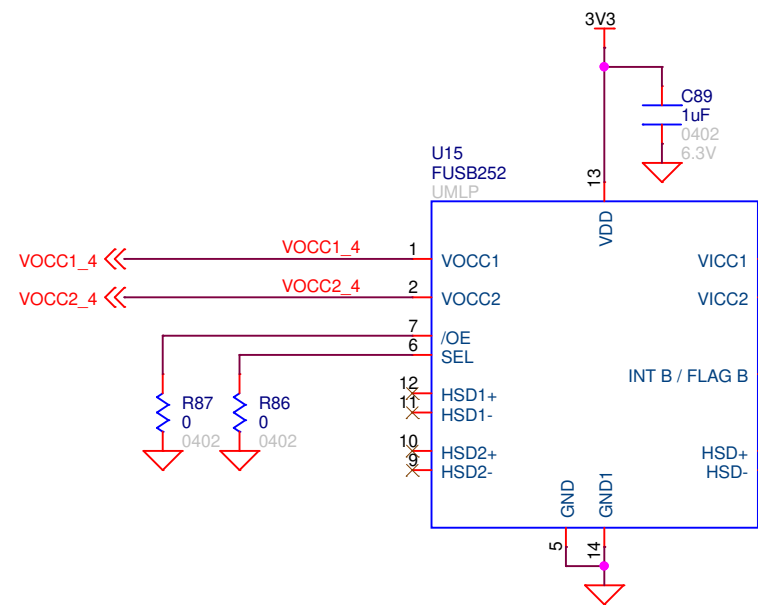 3V3
C89
1uF
0402
6.3V
U15
FUSB252
UMLP
13
VDD
VOCC1_4
VOCC1_4
1
VOCC1
VICC1
VOCC2_4
VOCC2_4
2
VOCC2
VICC2
7
/OE
6
SEL
INT B / FLAG B
R87
0
0402
R86
0
0402
12
HSD1+
11
HSD1-
10
HSD2+
9
HSD2-
HSD+
HSD-
GND
GND1
5
14